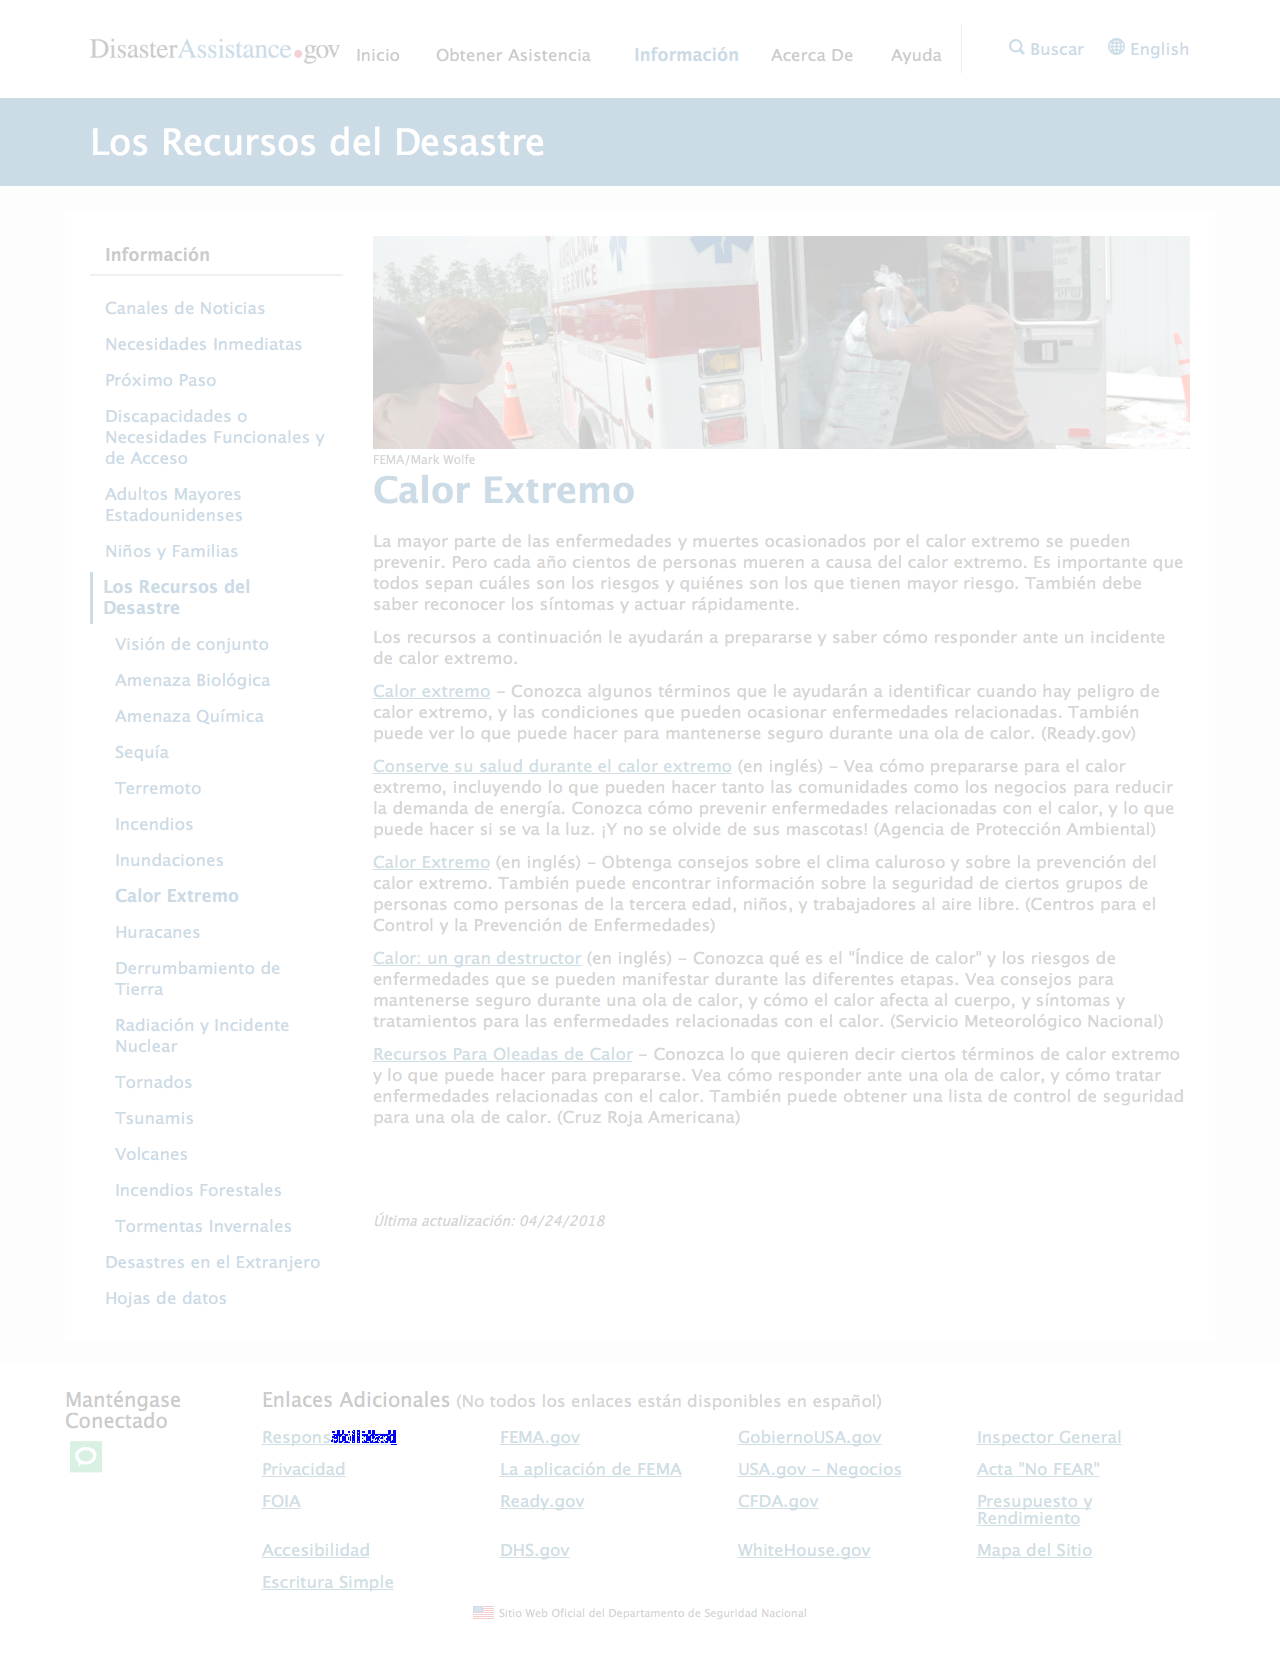 DisasterAssistance.gov
Inicio
Obtener Asistencia
Información
Acerca De
Ayuda
Buscar
English
Los Recursos del Desastre
Información
Canales de Noticias
Necesidades Inmediatas
Próximo Paso
Discapacidades o
Necesidades Funcionales y
de Acceso
Adultos Mayores
Estadounidenses
Niños y Familias
Los Recursos del
Desastre
Visión de conjunto
Amenaza Biológica
Amenaza Química
Sequía
Terremoto
Incendios
Inundaciones
Calor Extremo
Huracanes
Derrumbamiento de
Tierra
Radiación y Incidente
Nuclear
Tornados
Tsunamis
Volcanes
Incendios Forestales
Tormentas Invernales
Desastres en el Extranjero
Hojas de datos
AMBULANCE
SERVICE
FEMA/Mark Wolfe
Calor Extremo
La mayor parte de las enfermedades y muertes ocasionados por el calor extremo se pueden
prevenir. Pero cada año cientos de personas mueren a causa del calor extremo. Es importante que
todos sepan cuáles son los riesgos y quiénes son los que tienen mayor riesgo. También debe
saber reconocer los síntomas y actuar rápidamente.
Los recursos a continuación le ayudarán a prepararse y saber cómo responder ante un incidente
de calor extremo.
Calor extremo – Conozca algunos términos que le ayudarán a identificar cuando hay peligro de
calor extremo, y las condiciones que pueden ocasionar enfermedades relacionadas. También
puede ver lo que puede hacer para mantenerse seguro durante una ola de calor. (Ready.gov)
Conserve su salud durante el calor extremo (en inglés) – Vea cómo prepararse para el calor
extremo, incluyendo lo que pueden hacer tanto las comunidades como los negocios para reducir
la demanda de energía. Conozca cómo prevenir enfermedades relacionadas con el calor, y lo que
puede hacer si se va la luz. ¡Y no se olvide de sus mascotas! (Agencia de Protección Ambiental)
Calor Extremo (en inglés) – Obtenga consejos sobre el clima caluroso y sobre la prevención del
calor extremo. También puede encontrar información sobre la seguridad de ciertos grupos de
personas como personas de la tercera edad, niños, y trabajadores al aire libre. (Centros para el
Control y la Prevención de Enfermedades)
Calor: un gran destructor (en inglés) – Conozca qué es el "Índice de calor" y los riesgos de
enfermedades que se pueden manifestar durante las diferentes etapas. Vea consejos para
mantenerse seguro durante una ola de calor, y cómo el calor afecta al cuerpo, y síntomas y
tratamientos para las enfermedades relacionadas con el calor. (Servicio Meteorológico Nacional)
Recursos Para Oleadas de Calor – Conozca lo que quieren decir ciertos términos de calor extremo
y lo que puede hacer para prepararse. Vea cómo responder ante una ola de calor, y cómo tratar
enfermedades relacionadas con el calor. También puede obtener una lista de control de seguridad
para una ola de calor. (Cruz Roja Americana)
Última actualización: 04/24/2018
Manténgase
Conectado
Enlaces Adicionales (No todos los enlaces están disponibles en español)
FEMA.gov
GobiernoUSA.gov
Inspector General
Privacidad
La aplicación de FEMA
USA.gov – Negocios
Acta "No FEAR"
FOIA
Ready.gov
CFDA.gov
Presupuesto y
Rendimiento
Accesibilidad
DHS.gov
WhiteHouse.gov
Mapa del Sitio
Escritura Simple
Sitio Web Oficial del Departamento de Seguridad Nacional